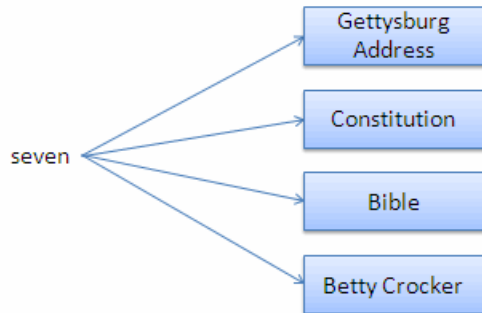 Gettysburg
Address
Constitution
seven
Bible
Betty Crocker